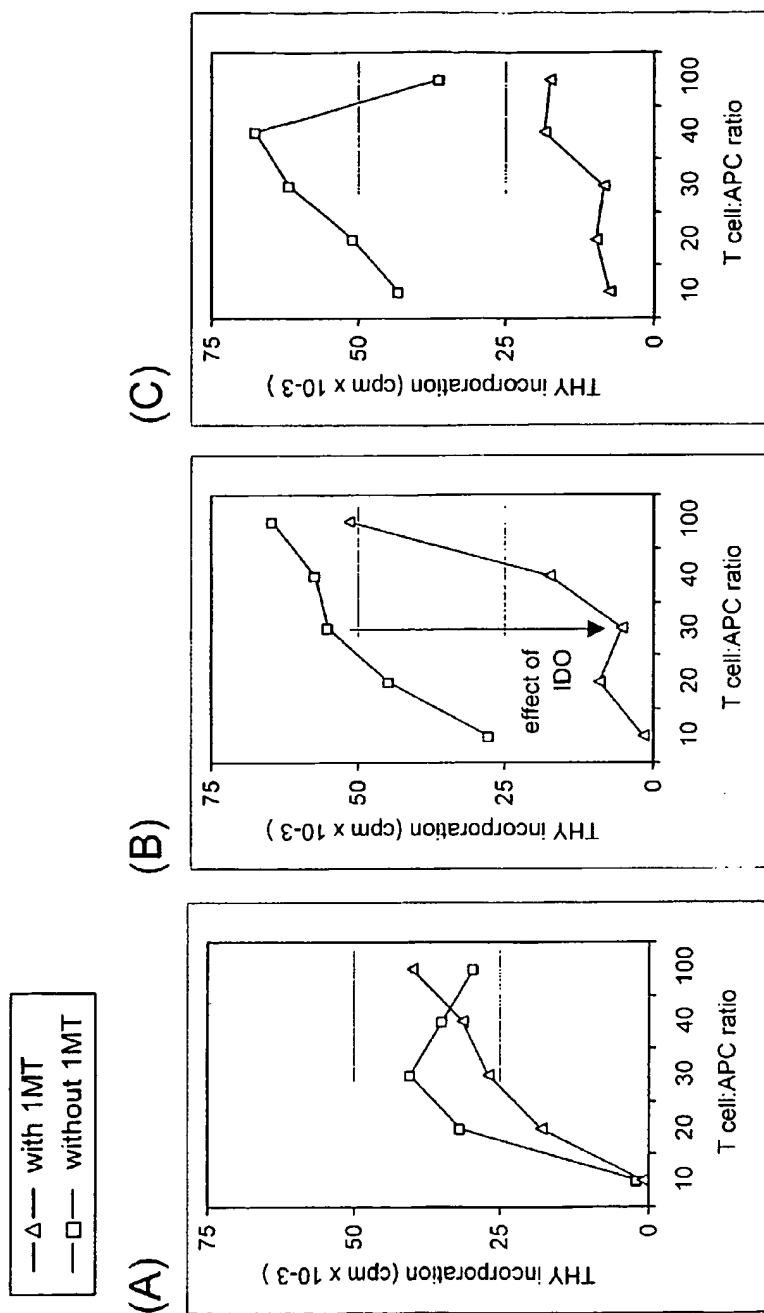 —Δ— with 1MT
—□— without 1MT
(A)
THY incorporation (cpm x 10-3 )
75
50
25
0
10 20 30 40 100
T cell:APC ratio
(B)
THY incorporation (cpm x 10-3 )
75
50
25
0
effect of
IDO
10 20 30 40 100
T cell:APC ratio
(C)
THY incorporation (cpm x 10-3 )
75
50
25
0
10 20 30 40 100
T cell:APC ratio